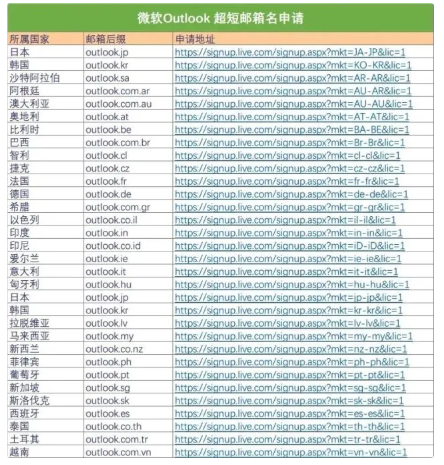 微软Outlook 超短邮箱名申请
所属国家 邮箱后缀 申请地址
日本 outlook.jp https://signup.live.com/signup.aspx?mkt=JA-JP&lic=1
韩国 outlook.kr https://signup.live.com/signup.aspx?mkt=KO-KR&lic=1
沙特阿拉伯 outlook.sa https://signup.live.com/signup.aspx?mkt=AR-AR&lic=1
阿根廷 outlook.com.ar https://signup.live.com/signup.aspx?mkt=AU-AR&lic=1
澳大利亚 outlook.com.au https://signup.live.com/signup.aspx?mkt=AU-AU&lic=1
奥地利 outlook.at https://signup.live.com/signup.aspx?mkt=AT-AT&lic=1
比利时 outlook.be https://signup.live.com/signup.aspx?mkt=BA-BE&lic=1
巴西 outlook.com.br https://signup.live.com/signup.aspx?mkt=Br-Br&lic=1
智利 outlook.cl https://signup.live.com/signup.aspx?mkt=cl-cl&lic=1
捷克 outlook.cz https://signup.live.com/signup.aspx?mkt=cz-cz&lic=1
法国 outlook.fr https://signup.live.com/signup.aspx?mkt=fr-fr&lic=1
德国 outlook.de https://signup.live.com/signup.aspx?mkt=de-de&lic=1
希腊 outlook.com.gr https://signup.live.com/signup.aspx?mkt=gr-gr&lic=1
以色列 outlook.co.il https://signup.live.com/signup.aspx?mkt=il-il&lic=1
印度 outlook.in https://signup.live.com/signup.aspx?mkt=in-in&lic=1
印尼 outlook.co.id https://signup.live.com/signup.aspx?mkt=iD-iD&lic=1
爱尔兰 outlook.ie https://signup.live.com/signup.aspx?mkt=ie-ie&lic=1
意大利 outlook.it https://signup.live.com/signup.aspx?mkt=it-it&lic=1
匈牙利 outlook.hu https://signup.live.com/signup.aspx?mkt=hu-hu&lic=1
日本 outlook.jp https://signup.live.com/signup.aspx?mkt=jp-jp&lic=1
韩国 outlook.kr https://signup.live.com/signup.aspx?mkt=kr-kr&lic=1
拉脱维亚 outlook.lv https://signup.live.com/signup.aspx?mkt=lv-lv&lic=1
马来西亚 outlook.my https://signup.live.com/signup.aspx?mkt=my-my&lic=1
新西兰 outlook.co.nz https://signup.live.com/signup.aspx?mkt=nz-nz&lic=1
菲律宾 outlook.ph https://signup.live.com/signup.aspx?mkt=ph-ph&lic=1
葡萄牙 outlook.pt https://signup.live.com/signup.aspx?mkt=pt-pt&lic=1
新加坡 outlook.sg https://signup.live.com/signup.aspx?mkt=sg-sg&lic=1
斯洛伐克 outlook.sk https://signup.live.com/signup.aspx?mkt=sk-sk&lic=1
西班牙 outlook.es https://signup.live.com/signup.aspx?mkt=es-es&lic=1
泰国 outlook.co.th https://signup.live.com/signup.aspx?mkt=th-th&lic=1
土耳其 outlook.com.tr https://signup.live.com/signup.aspx?mkt=tr-tr&lic=1
越南 outlook.com.vn https://signup.live.com/signup.aspx?mkt=vn-vn&lic=1